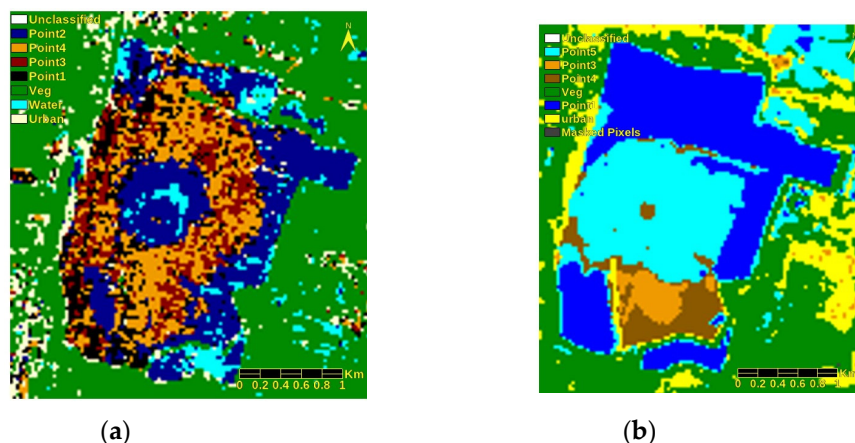 N
Unclassified
Point2
Point4
Point3
Point1
Veg
Water
Urban
Km
0 0.2 0.4 0.6 0.8 1
(a)
N
Unclassified
Point5
Point3
Point4
Veg
Point1
urban
Masked Pixels
Km
0 0.2 0.4 0.6 0.8 1
(b)